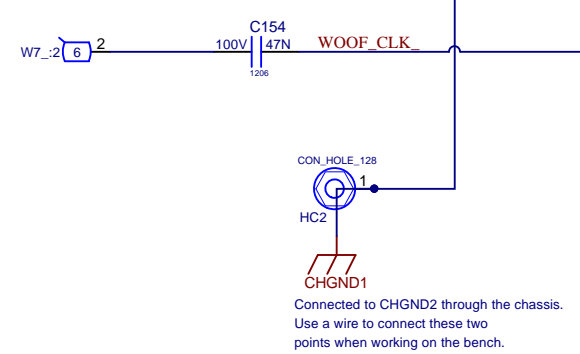 C154
2
100V 47N WOOF_CLK_
W7_:2 6
1206
CON_HOLE_128
1
HC2
CHGND1
Connected to CHGND2 through the chassis.
Use a wire to connect these two
points when working on the bench.